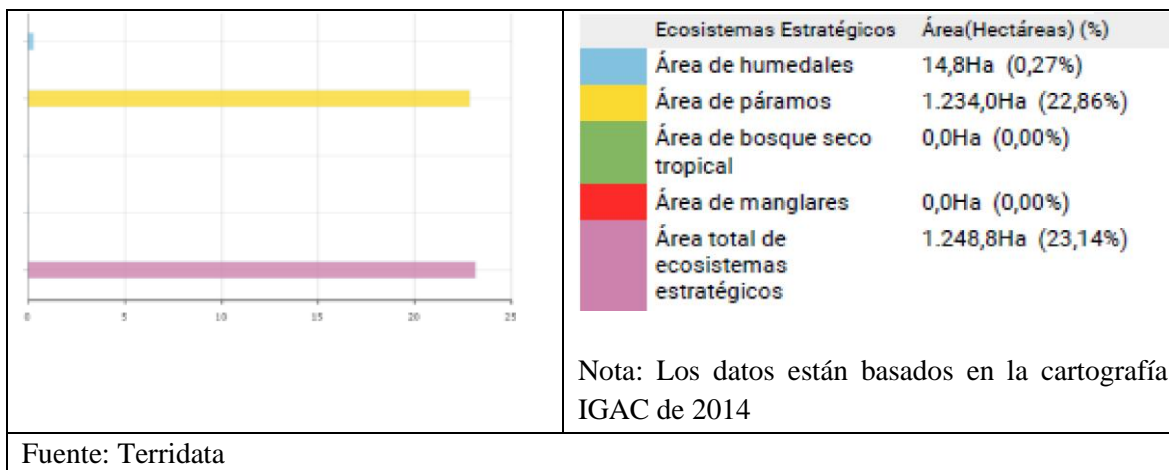 0 5 10 15 20 25
Ecosistemas Estratégicos Área(Hectáreas) (%)
Área de humedales 14,8Ha (0,27%)
Área de páramos 1.234,0Ha (22,86%)
Área de bosque seco 0,0Ha (0,00%)
tropical
Área de manglares 0,0Ha (0,00%)
Área total de 1.248,8Ha (23,14%)
ecosistemas
estratégicos
Nota: Los datos están basados en la cartografía
IGAC de 2014
Fuente: Terridata